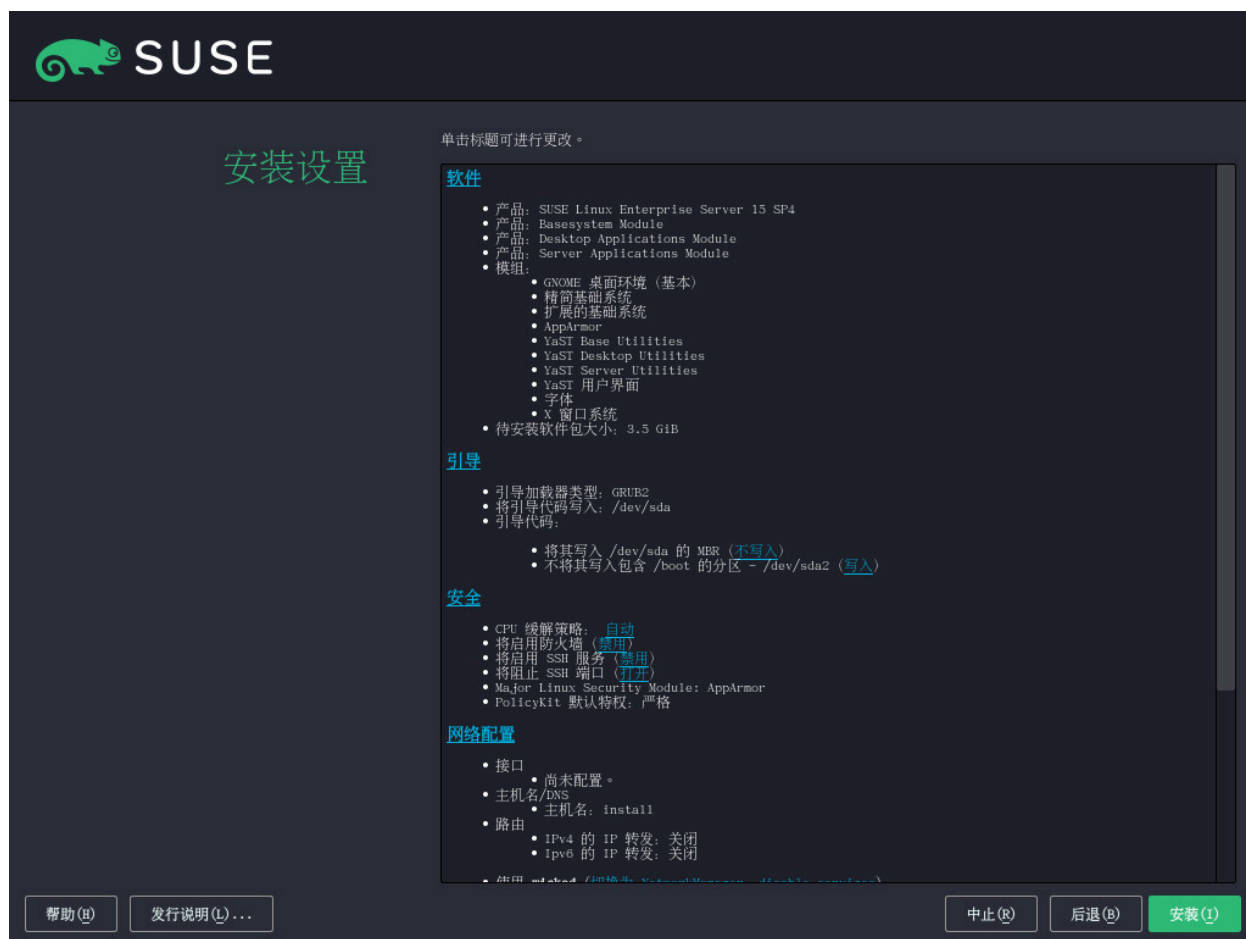 SUSE
安装设置
单击标题可进行更改。
软件
产品: SUSE Linux Enterprise Server 15 SP4
产品: Basesystem Module
产品: Desktop Applications Module
产品: Server Applications Module
模组:
GNOME 桌面环境（基本）
精简基础系统
扩展的基础系统
AppArmor
YaST Base Utilities
YaST Desktop Utilities
YaST Server Utilities
YaST 用户界面
字体
X 窗口系统
待安装软件包大小: 3.5 GiB
引导
引导加载器类型: GRUB2
将引导代码写入: /dev/sda
引导代码:
将其写入 /dev/sda 的 MBR (不写入)
不将其写入包含 /boot 的分区 - /dev/sda2 (写入)
安全
CPU 缓解策略: 自动
将启用防火墙 (禁用)
将启用 SSH 服务 (禁用)
将阻止 SSH 端口 (打开)
Major Linux Security Module: AppArmor
PolicyKit 默认特权: 严格
网络配置
接口
尚未配置。
主机名/DNS
主机名: install
路由
IPv4 的 IP 转发: 关闭
Ipv6 的 IP 转发: 关闭
使用 wicked (切换为 NetworkManager, disable services)
帮助(H) 发行说明(L)... 中止(R) 后退(B) 安装(I)